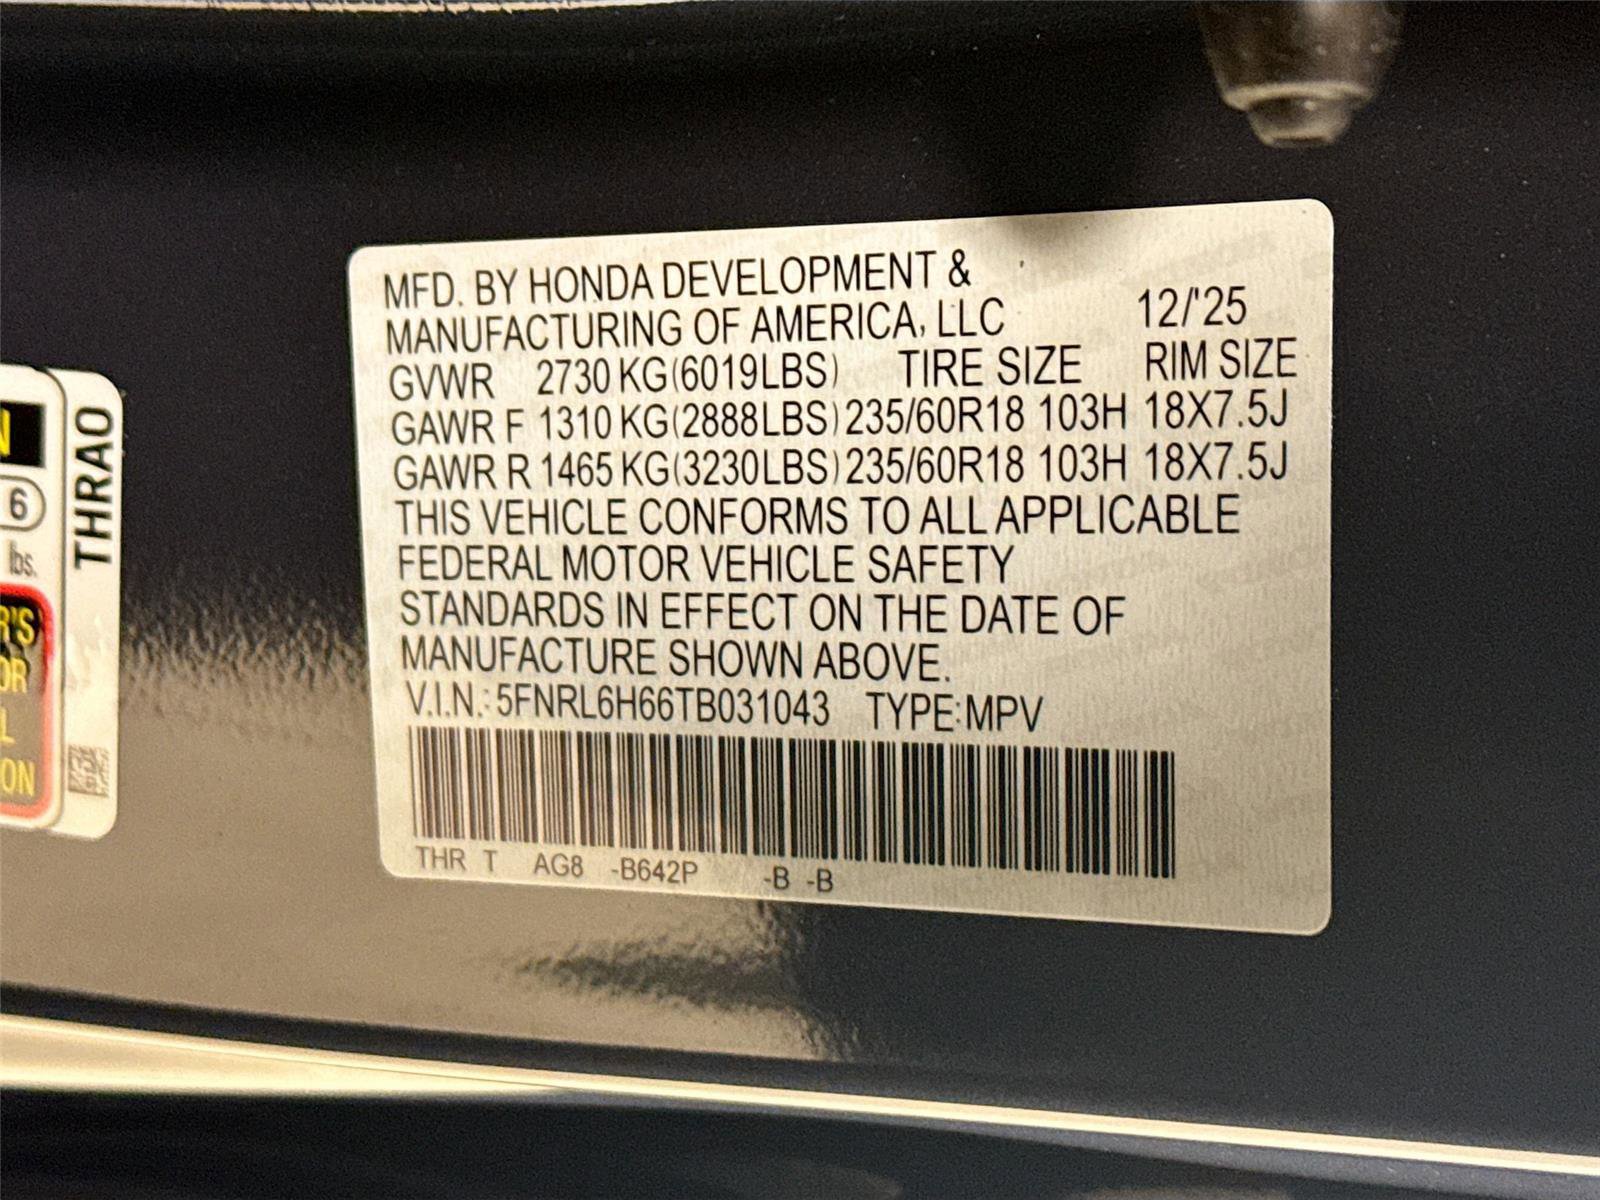 MFD. BY HONDA DEVELOPMENT &
MANUFACTURING OF AMERICA, LLC 12/'25
GVWR 2730 KG(6019LBS) TIRE SIZE RIM SIZE
GAWR F 1310 KG(2888LBS) 235/60R18 103H 18X7.5J
GAWR R 1465 KG(3230LBS) 235/60R18 103H 18X7.5J
THIS VEHICLE CONFORMS TO ALL APPLICABLE
FEDERAL MOTOR VEHICLE SAFETY
STANDARDS IN EFFECT ON THE DATE OF
MANUFACTURE SHOWN ABOVE.
V.I.N.: 5FNRL6H66TB031043 TYPE:MPV
THR T AG8 -B642P -B -B
THRAO
6
lbs.